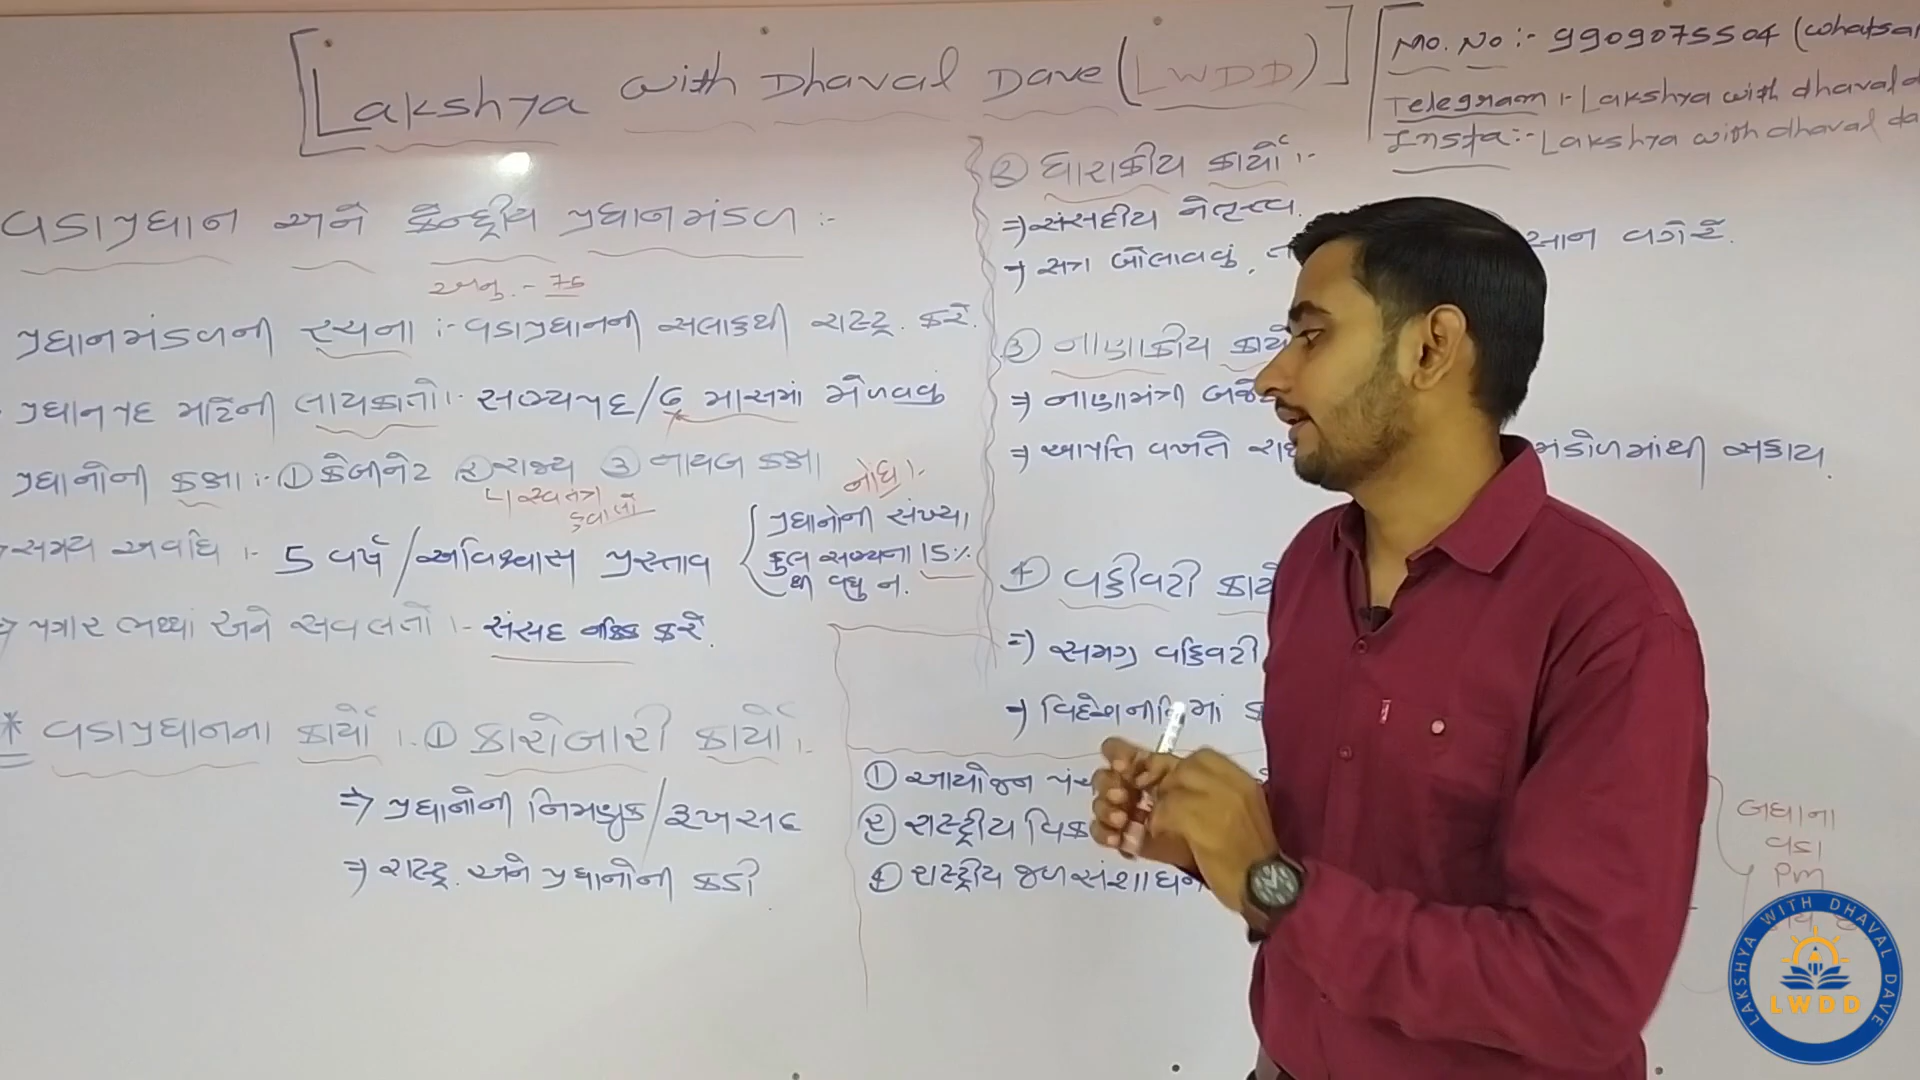 [Lakshya with Dhaval Dave (LWDD)]
Mo. No :- 9909075504 (whatsa
Telegram :- Lakshya with dhaval d
Insta :- Lakshya with dhaval da
વડાપ્રધાન અને કેન્દ્રીય પ્રધાનમંડળ :-
અનુ. - 75
પ્રધાનમંડળની રચના :- વડાપ્રધાનની સલાહથી રાષ્ટ્ર. કરે.
પ્રધાનપદ માટેની લાયકાતો :- સભ્યપદ / ૬ માસમાં મેળવવું
પ્રધાનોની કક્ષા :- ① કેબીનેટ ② રાજ્ય ③ નાયબ કક્ષા
↳ સ્વતંત્ર
હવાલો
નોંધ :-
પ્રધાનોની સંખ્યા
કુલ સભ્યના 15%
થી વધુ ન.
→ સમય અવધિ :- 5 વર્ષ / અવિશ્વાસ પ્રસ્તાવ
⇒ પગાર ભથ્થાં અને સવલતો :- સંસદ નક્કિ કરે.
* વડાપ્રધાનના કાર્યો :- ① કારોબારી કાર્યો :-
⇒ પ્રધાનોની નિમણૂક / રૂખસદ
⇒ રાષ્ટ્ર. અને પ્રધાનોની કડી
② ધારાકીય કાર્યો :-
⇒ સંસદીય નેતૃત્વ.
⇒ સત્ર બોલાવવું, વગેરે.
③ નાણાકીય કાર્યો
⇒ નાણામંત્રી બજે
⇒ આપત્તિ વખતે મંડોળમાંથી સહાય.
④ વહીવટી કાર્યો
⇒ સમગ્ર વહિવટી
⇒ વિદેશનીતિમાં
① આયોજન પંચ
② રાષ્ટ્રીય વિકા
④ રાષ્ટ્રીય જળ સંશાધન
બધાના
વડા
PM